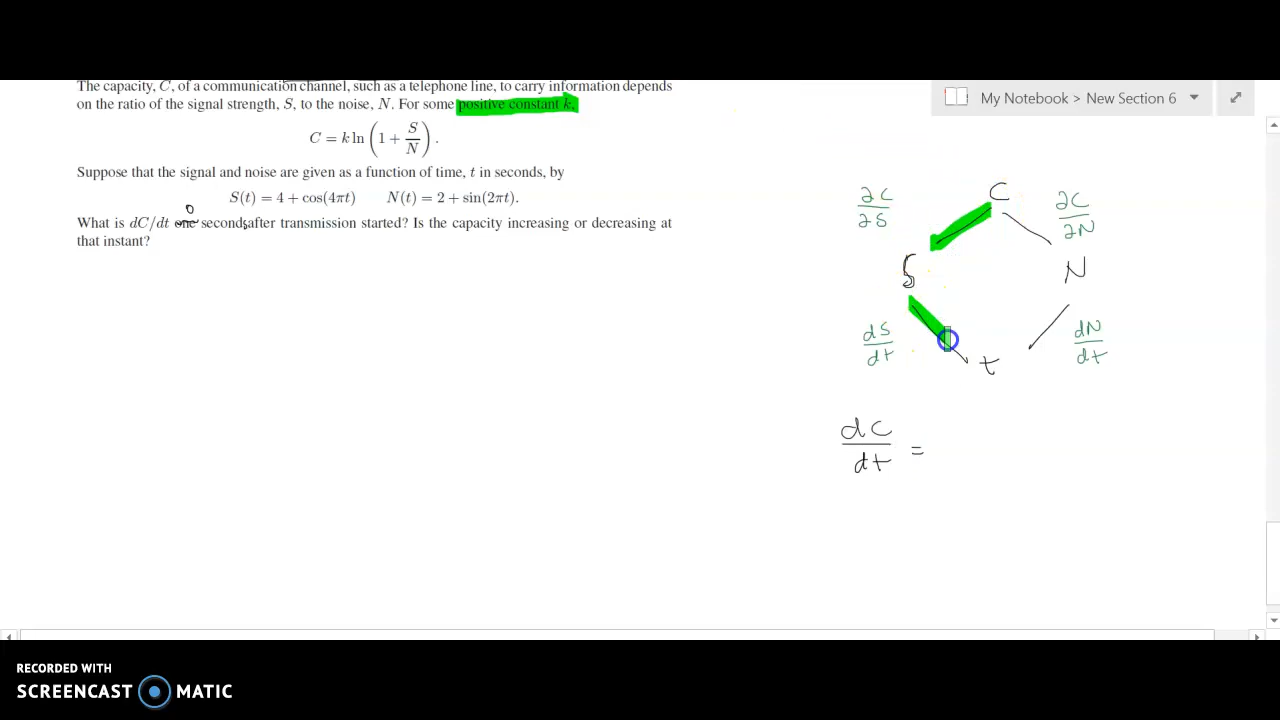 The capacity, C, of a communication channel, such as a telephone line, to carry information depends
on the ratio of the signal strength, S, to the noise, N. For some positive constant k,
C = k ln (1 + S/N).
Suppose that the signal and noise are given as a function of time, t in seconds, by
S(t) = 4 + cos(4πt) N(t) = 2 + sin(2πt).
0
What is dC/dt one seconds after transmission started? Is the capacity increasing or decreasing at
that instant?
My Notebook > New Section 6
C
∂C/∂S
∂C/∂N
S
N
dS/dt
dN/dt
t
dC/dt =
RECORDED WITH
SCREENCAST MATIC